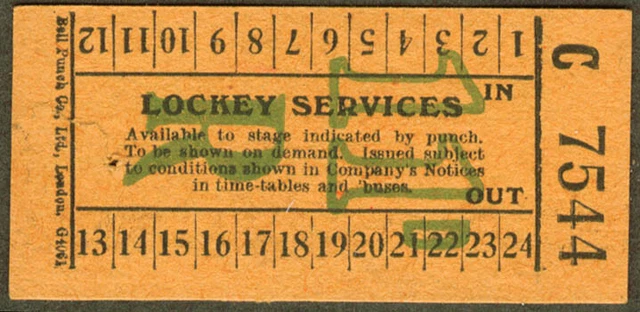 12 11 10 9 8 7 6 5 4 3 2 1
IN
LOCKEY SERVICES
Available to stage indicated by punch.
To be shown on demand. Issued subject
to conditions shown in Company's Notices
in time-tables and 'buses.
OUT
13 14 15 16 17 18 19 20 21 22 23 24
C 7544
Bell Punch Co., Ltd., London.